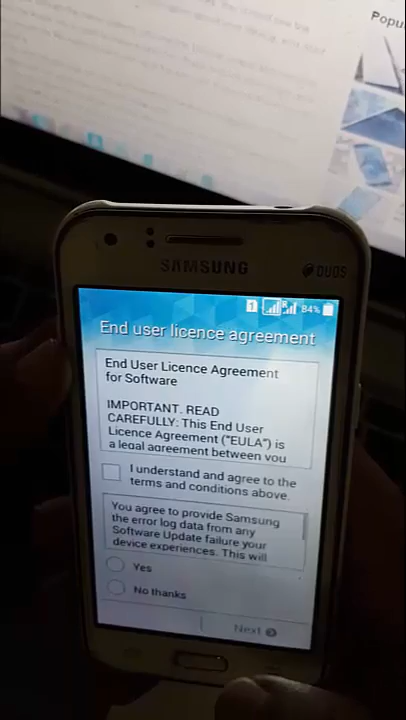 Popu
SAMSUNG
DUOS
1 R 84%
End user licence agreement
End User Licence Agreement
for Software
IMPORTANT. READ
CAREFULLY: This End User
Licence Agreement ("EULA") is
a legal agreement between you
I understand and agree to the
terms and conditions above.
You agree to provide Samsung
the error log data from any
Software Update failure your
device experiences. This will
Yes
No thanks
Next